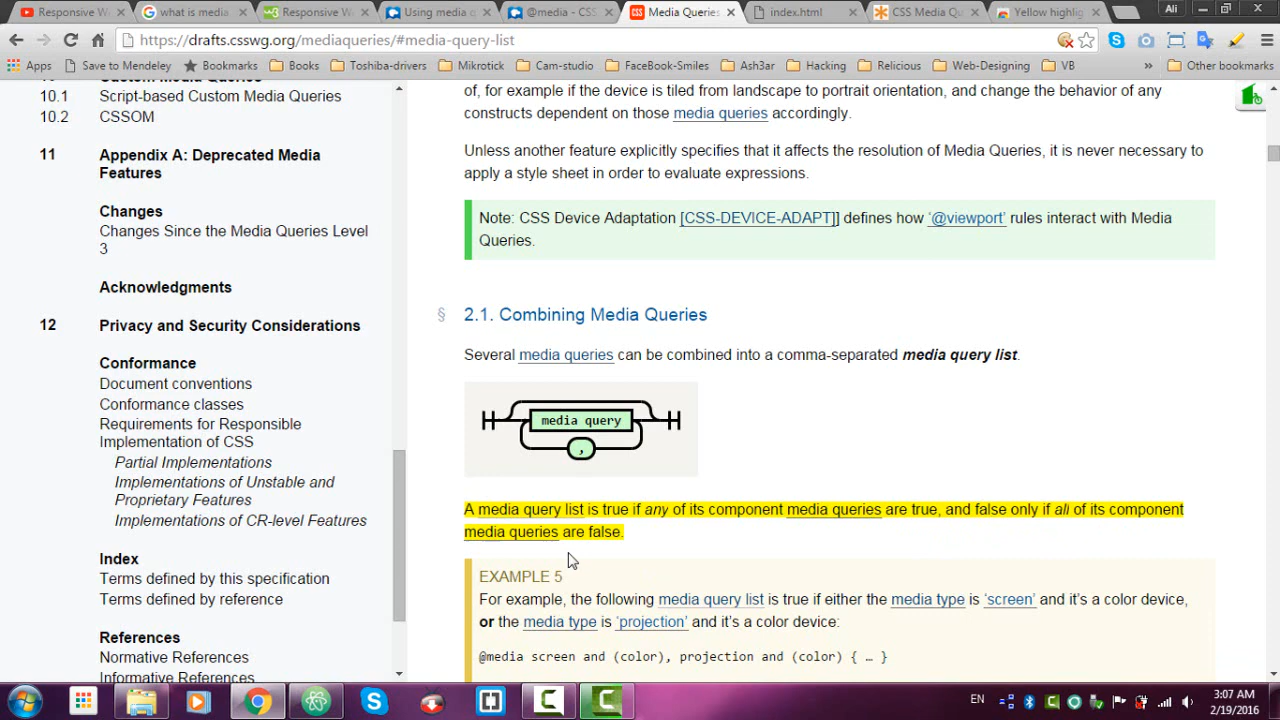 Responsive W
what is media
Responsive W
Using media q
@media - CSS
Media Queries
index.html
CSS Media Qu
Yellow highlig
Ali
https://drafts.csswg.org/mediaqueries/#media-query-list
Apps
Save to Mendeley
Bookmarks
Books
Toshiba-drivers
Mikrotick
Cam-studio
FaceBook-Smiles
Ash3ar
Hacking
Relicious
Web-Designing
VB
»
Other bookmarks
10.1 Script-based Custom Media Queries
10.2 CSSOM
11 Appendix A: Deprecated Media
Features
Changes
Changes Since the Media Queries Level
3
Acknowledgments
12 Privacy and Security Considerations
Conformance
Document conventions
Conformance classes
Requirements for Responsible
Implementation of CSS
Partial Implementations
Implementations of Unstable and
Proprietary Features
Implementations of CR-level Features
Index
Terms defined by this specification
Terms defined by reference
References
Normative References
Informative References
of, for example if the device is tiled from landscape to portrait orientation, and change the behavior of any
constructs dependent on those media queries accordingly.
Unless another feature explicitly specifies that it affects the resolution of Media Queries, it is never necessary to
apply a style sheet in order to evaluate expressions.
Note: CSS Device Adaptation [CSS-DEVICE-ADAPT]] defines how ‘@viewport’ rules interact with Media
Queries.
§ 2.1. Combining Media Queries
Several media queries can be combined into a comma-separated media query list.
media query
,
A media query list is true if any of its component media queries are true, and false only if all of its component
media queries are false.
EXAMPLE 5
For example, the following media query list is true if either the media type is ‘screen’ and it’s a color device,
or the media type is ‘projection’ and it’s a color device:
@media screen and (color), projection and (color) { … }
EN
3:07 AM
2/19/2016